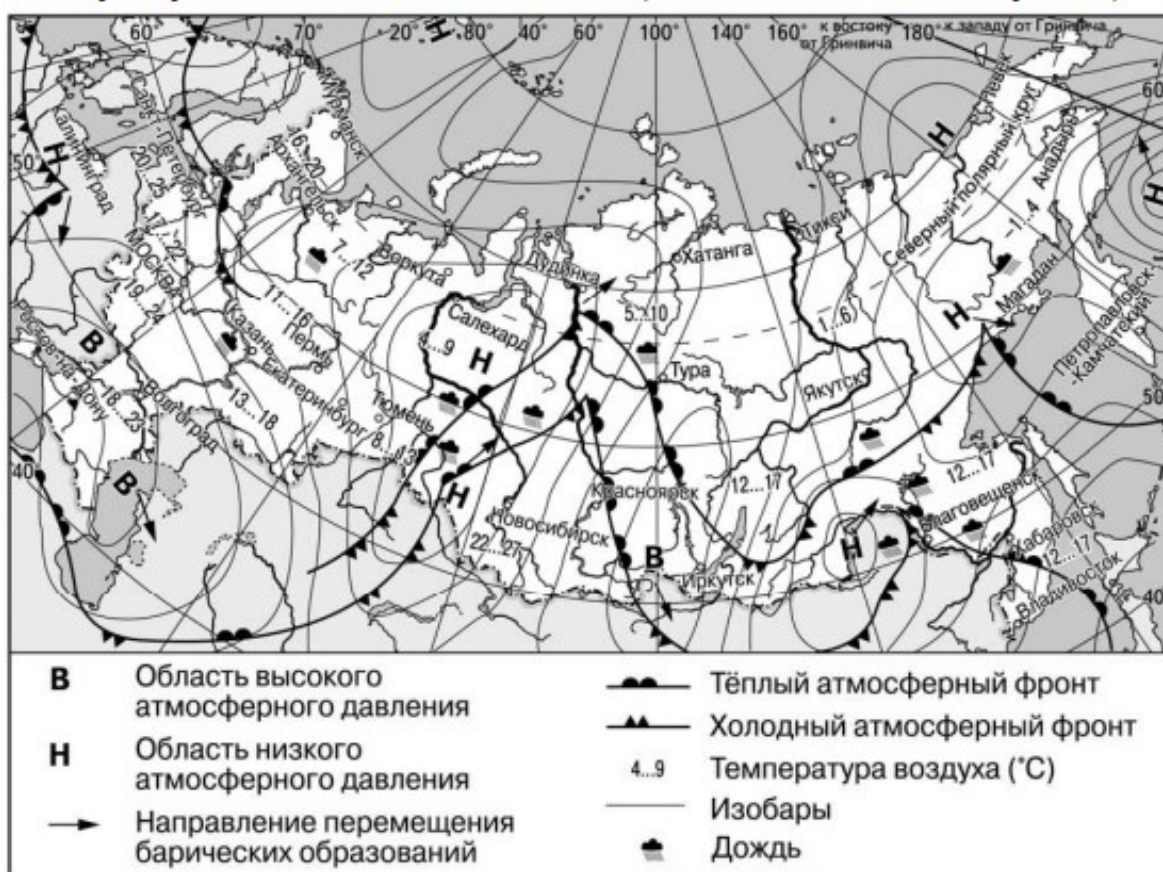 60°
20°
80°
40°
60°
100°
140°
160°
к востоку
от Гринвича
180°
к западу от Гринвича
60
50
40
50
40
70
Н
Н
Н
Н
Н
Н
Н
Н
Н
В
В
В
Калининград
Санкт-Петербург
20...25
Мурманск
16...20
Архангельск
17...22
МОСКВА
19...24
7...12
Воркута
Дудинка
Хатанга
Тикси
Певек
Северный полярный круг
Анадырь
-1...4
Магадан
Петропавловск
-Камчатский
Ростов-на-Дону
18...23
Волгоград
Казань
11...16
Пермь
13...18
Екатеринбург
Тюмень
8...13
Салехард
4...9
5...10
Тура
1...6
Якутск
Красноярск
Новосибирск
22...27
12...17
Иркутск
12...17
Благовещенск
Хабаровск
12...17
Владивосток
В Область высокого
атмосферного давления
Н Область низкого
атмосферного давления
Направление перемещения
барических образований
Тёплый атмосферный фронт
Холодный атмосферный фронт
4...9 Температура воздуха (°C)
Изобары
Дождь